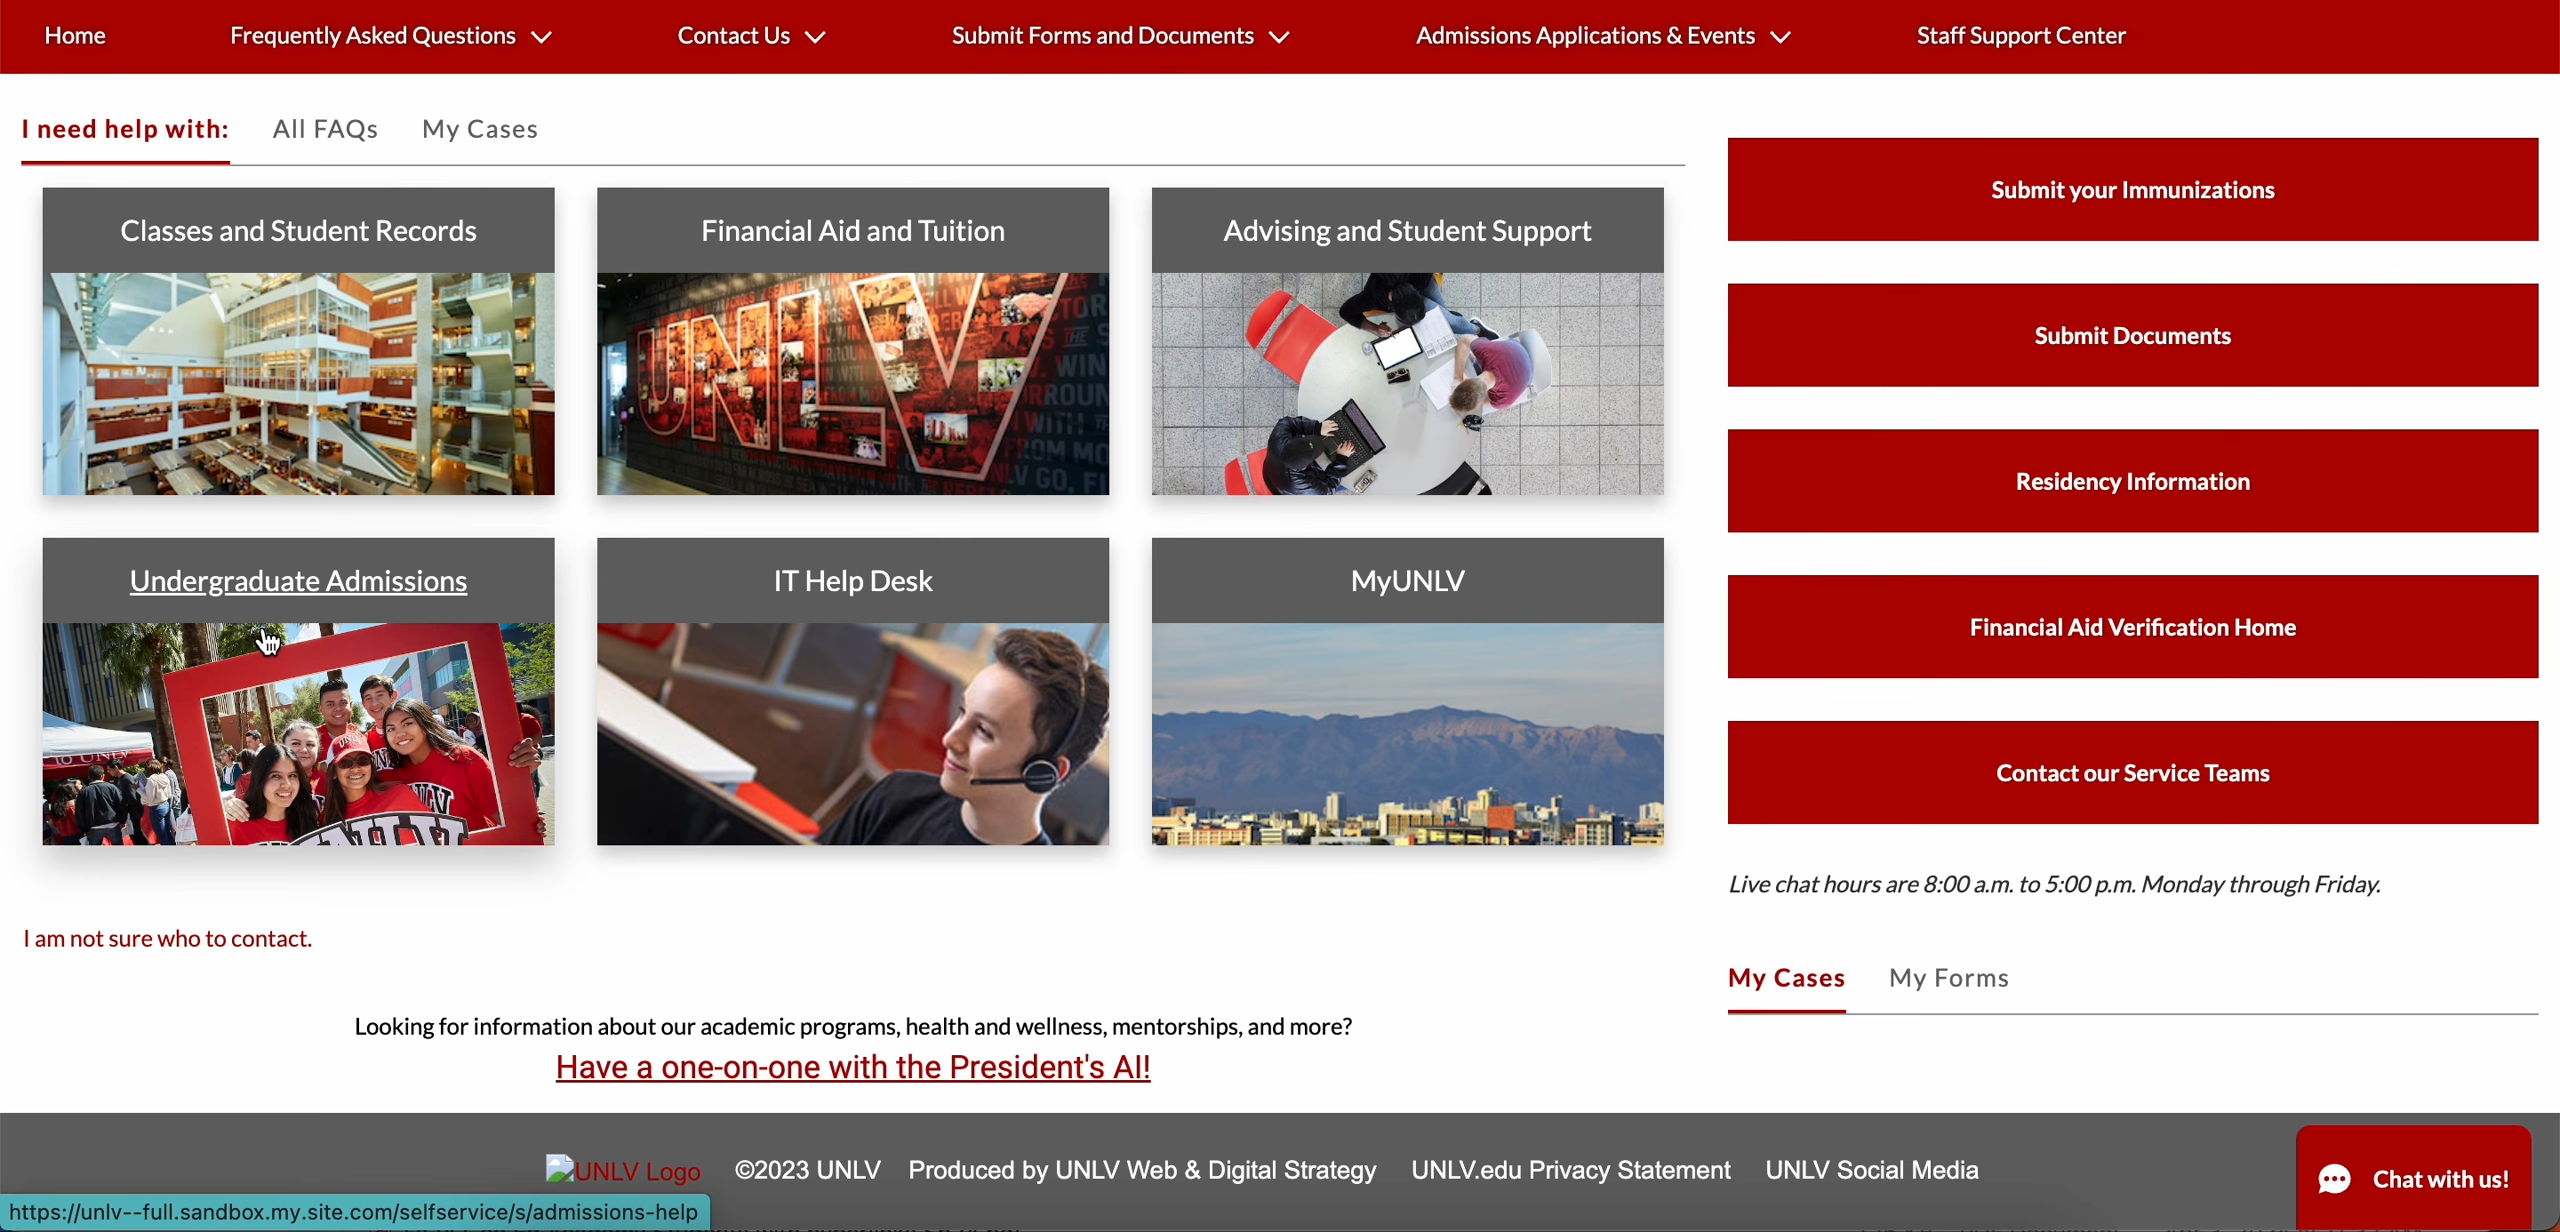 Home
Frequently Asked Questions
Contact Us
Submit Forms and Documents
Admissions Applications & Events
Staff Support Center
I need help with:
All FAQs
My Cases
Classes and Student Records
Financial Aid and Tuition
Advising and Student Support
UNLV
Undergraduate Admissions
IT Help Desk
MyUNLV
I am not sure who to contact.
Looking for information about our academic programs, health and wellness, mentorships, and more?
Have a one-on-one with the President's AI!
Submit your Immunizations
Submit Documents
Residency Information
Financial Aid Verification Home
Contact our Service Teams
Live chat hours are 8:00 a.m. to 5:00 p.m. Monday through Friday.
My Cases
My Forms
UNLV Logo
©2023 UNLV
Produced by UNLV Web & Digital Strategy
UNLV.edu Privacy Statement
UNLV Social Media
Chat with us!
https://unlv--full.sandbox.my.site.com/selfservice/s/admissions-help